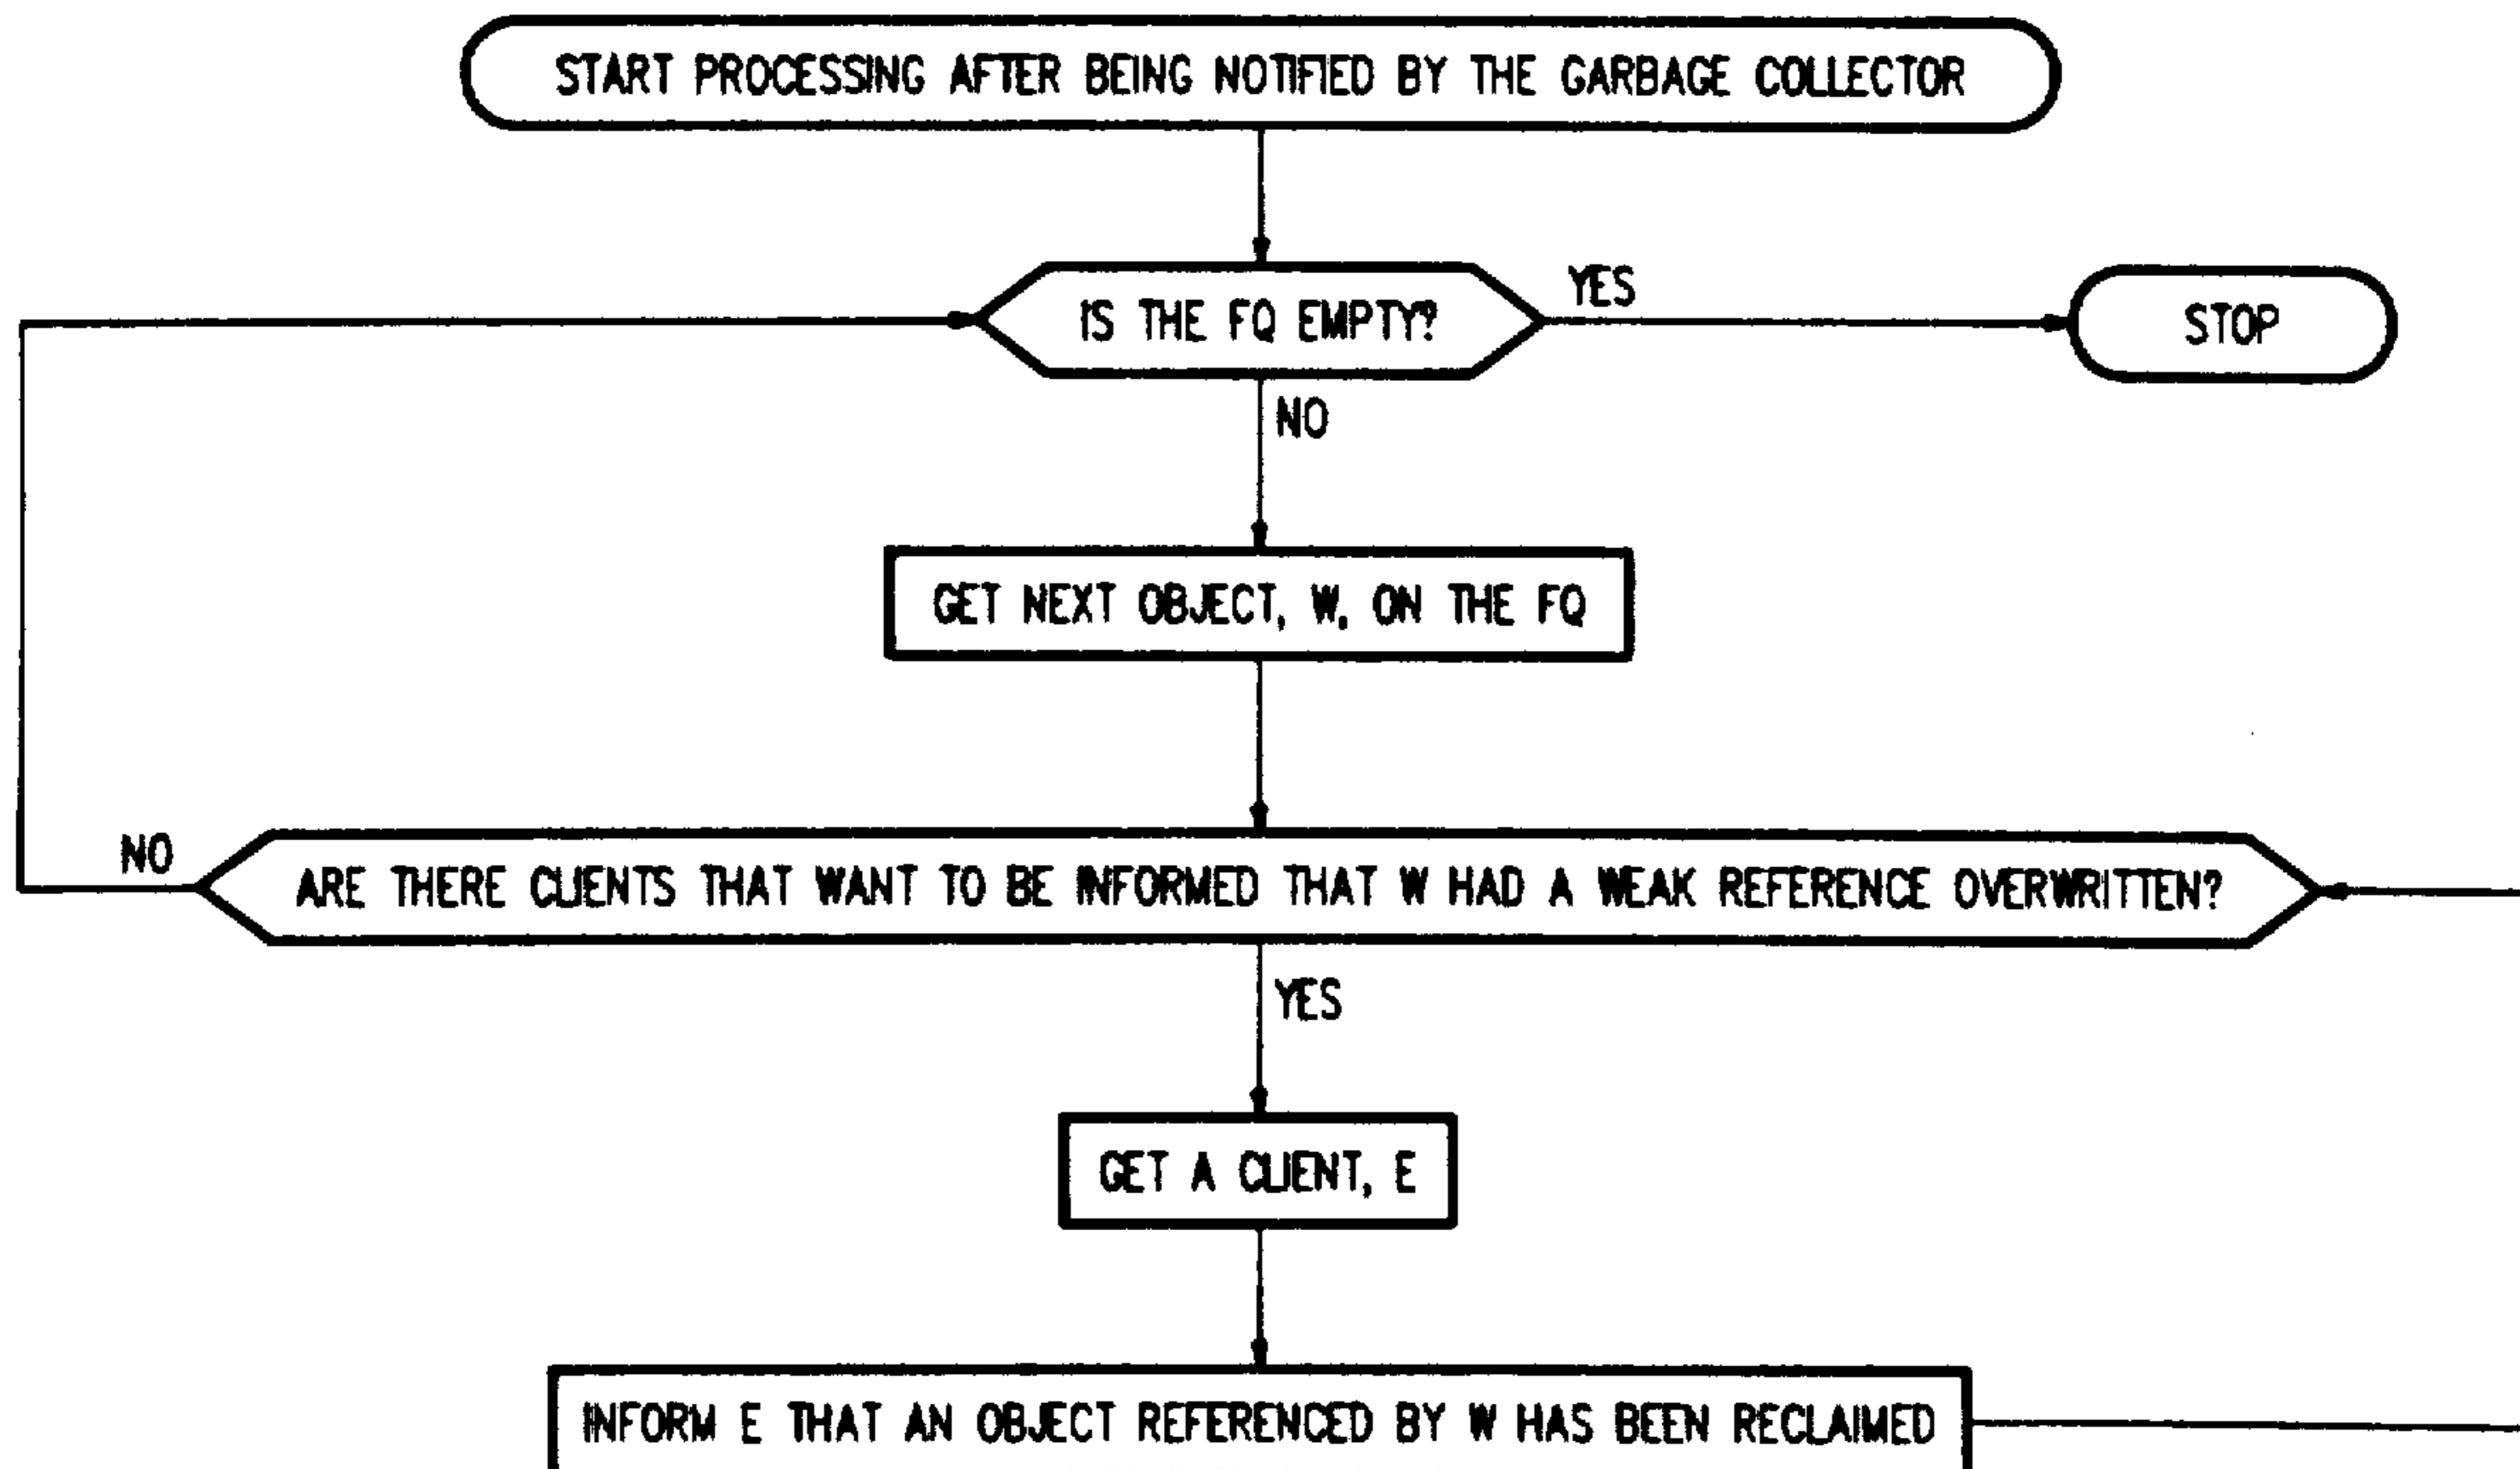 START PROCESSING AFTER BEING NOTIFIED BY THE GARBAGE COLLECTOR
IS THE FQ EMPTY?
YES
STOP
NO
GET NEXT OBJECT, W, ON THE FQ
NO
ARE THERE CLIENTS THAT WANT TO BE INFORMED THAT W HAD A WEAK REFERENCE OVERWRITTEN?
YES
GET A CLIENT, E
INFORM E THAT AN OBJECT REFERENCED BY W HAS BEEN RECLAIMED